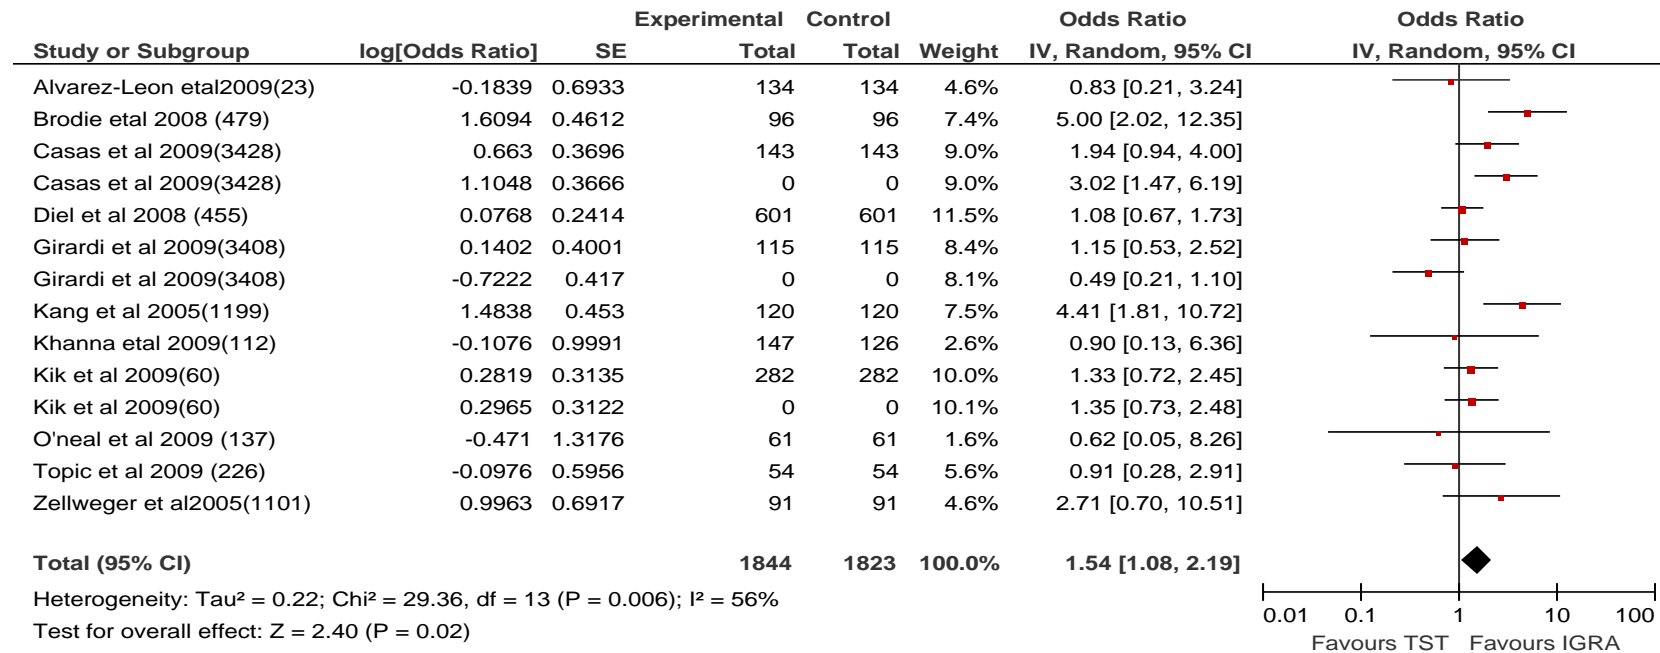 Experimental Control Odds Ratio Odds Ratio
Study or Subgroup log[Odds Ratio] SE Total Total Weight IV, Random, 95% CI IV, Random, 95% CI
Alvarez-Leon etal2009(23) -0.1839 0.6933 134 134 4.6% 0.83 [0.21, 3.24]
Brodie etal 2008 (479) 1.6094 0.4612 96 96 7.4% 5.00 [2.02, 12.35]
Casas et al 2009(3428) 0.663 0.3696 143 143 9.0% 1.94 [0.94, 4.00]
Casas et al 2009(3428) 1.1048 0.3666 0 0 9.0% 3.02 [1.47, 6.19]
Diel et al 2008 (455) 0.0768 0.2414 601 601 11.5% 1.08 [0.67, 1.73]
Girardi et al 2009(3408) 0.1402 0.4001 115 115 8.4% 1.15 [0.53, 2.52]
Girardi et al 2009(3408) -0.7222 0.417 0 0 8.1% 0.49 [0.21, 1.10]
Kang et al 2005(1199) 1.4838 0.453 120 120 7.5% 4.41 [1.81, 10.72]
Khanna etal 2009(112) -0.1076 0.9991 147 126 2.6% 0.90 [0.13, 6.36]
Kik et al 2009(60) 0.2819 0.3135 282 282 10.0% 1.33 [0.72, 2.45]
Kik et al 2009(60) 0.2965 0.3122 0 0 10.1% 1.35 [0.73, 2.48]
O'neal et al 2009 (137) -0.471 1.3176 61 61 1.6% 0.62 [0.05, 8.26]
Topic et al 2009 (226) -0.0976 0.5956 54 54 5.6% 0.91 [0.28, 2.91]
Zellweger et al2005(1101) 0.9963 0.6917 91 91 4.6% 2.71 [0.70, 10.51]
Total (95% CI) 1844 1823 100.0% 1.54 [1.08, 2.19]
Heterogeneity: Tau² = 0.22; Chi² = 29.36, df = 13 (P = 0.006); I² = 56%
Test for overall effect: Z = 2.40 (P = 0.02)
0.01 0.1 1 10 100
Favours TST Favours IGRA